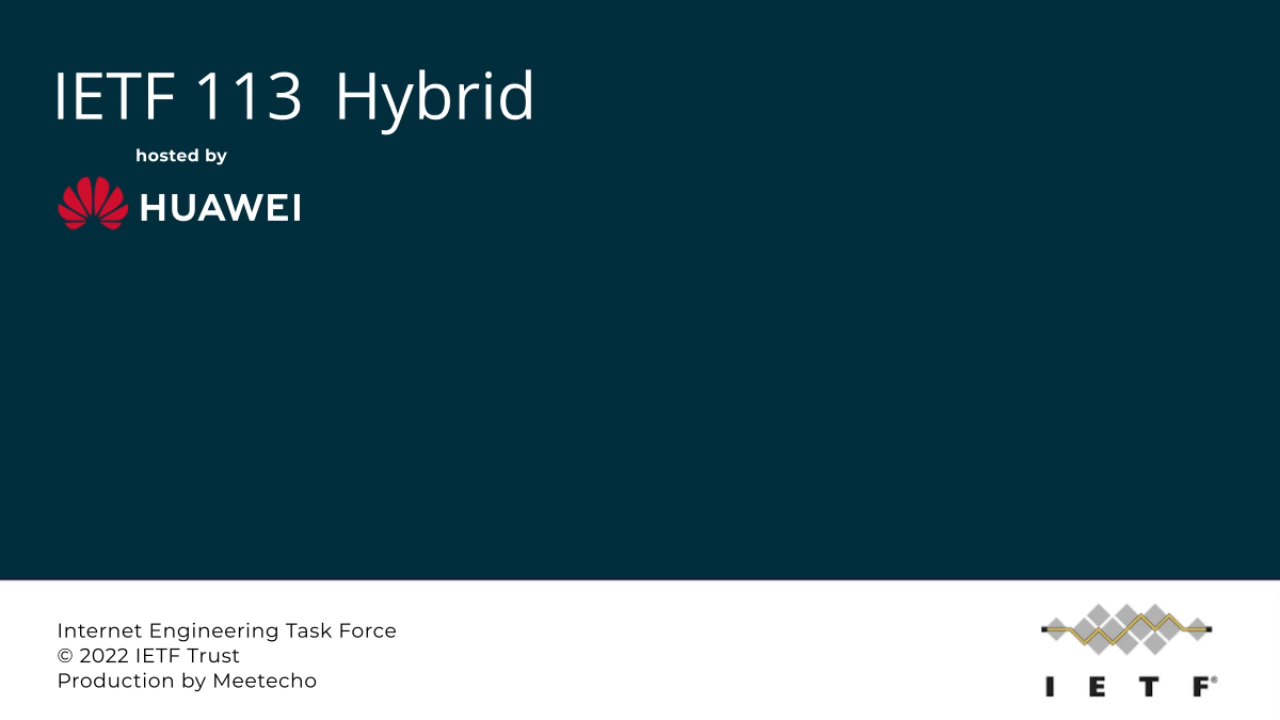 IETF 113 Hybrid
hosted by
HUAWEI
Internet Engineering Task Force
© 2022 IETF Trust
Production by Meetecho
I E T F®